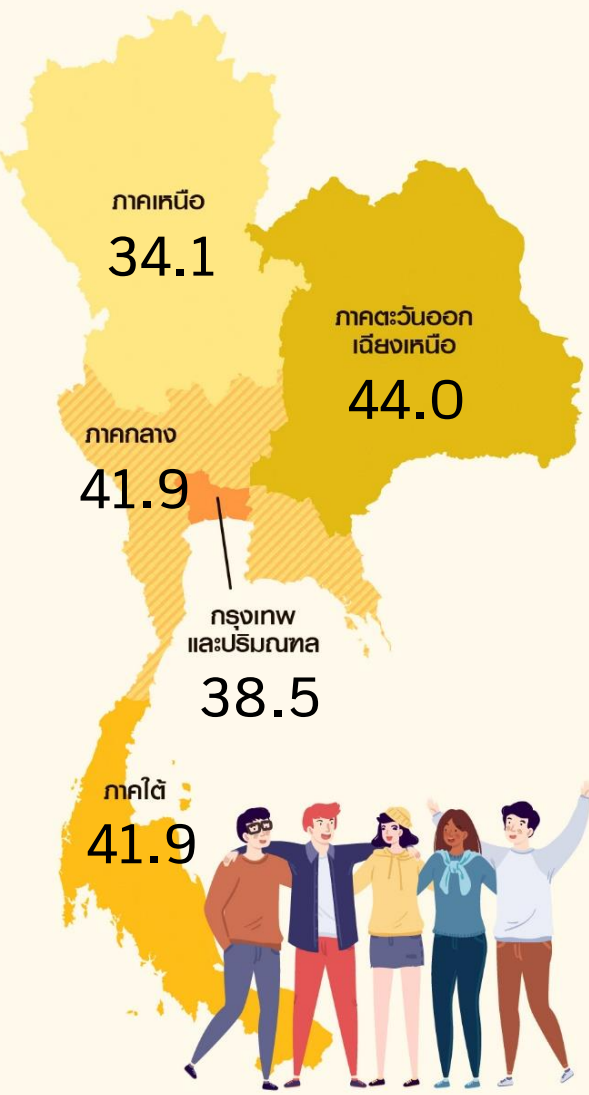 ภาคเหนือ
34.1
ภาคตะวันออก
เฉียงเหนือ
44.0
ภาคกลาง
41.9
กรุงเทพ
และปริมณฑล
38.5
ภาคใต้
41.9